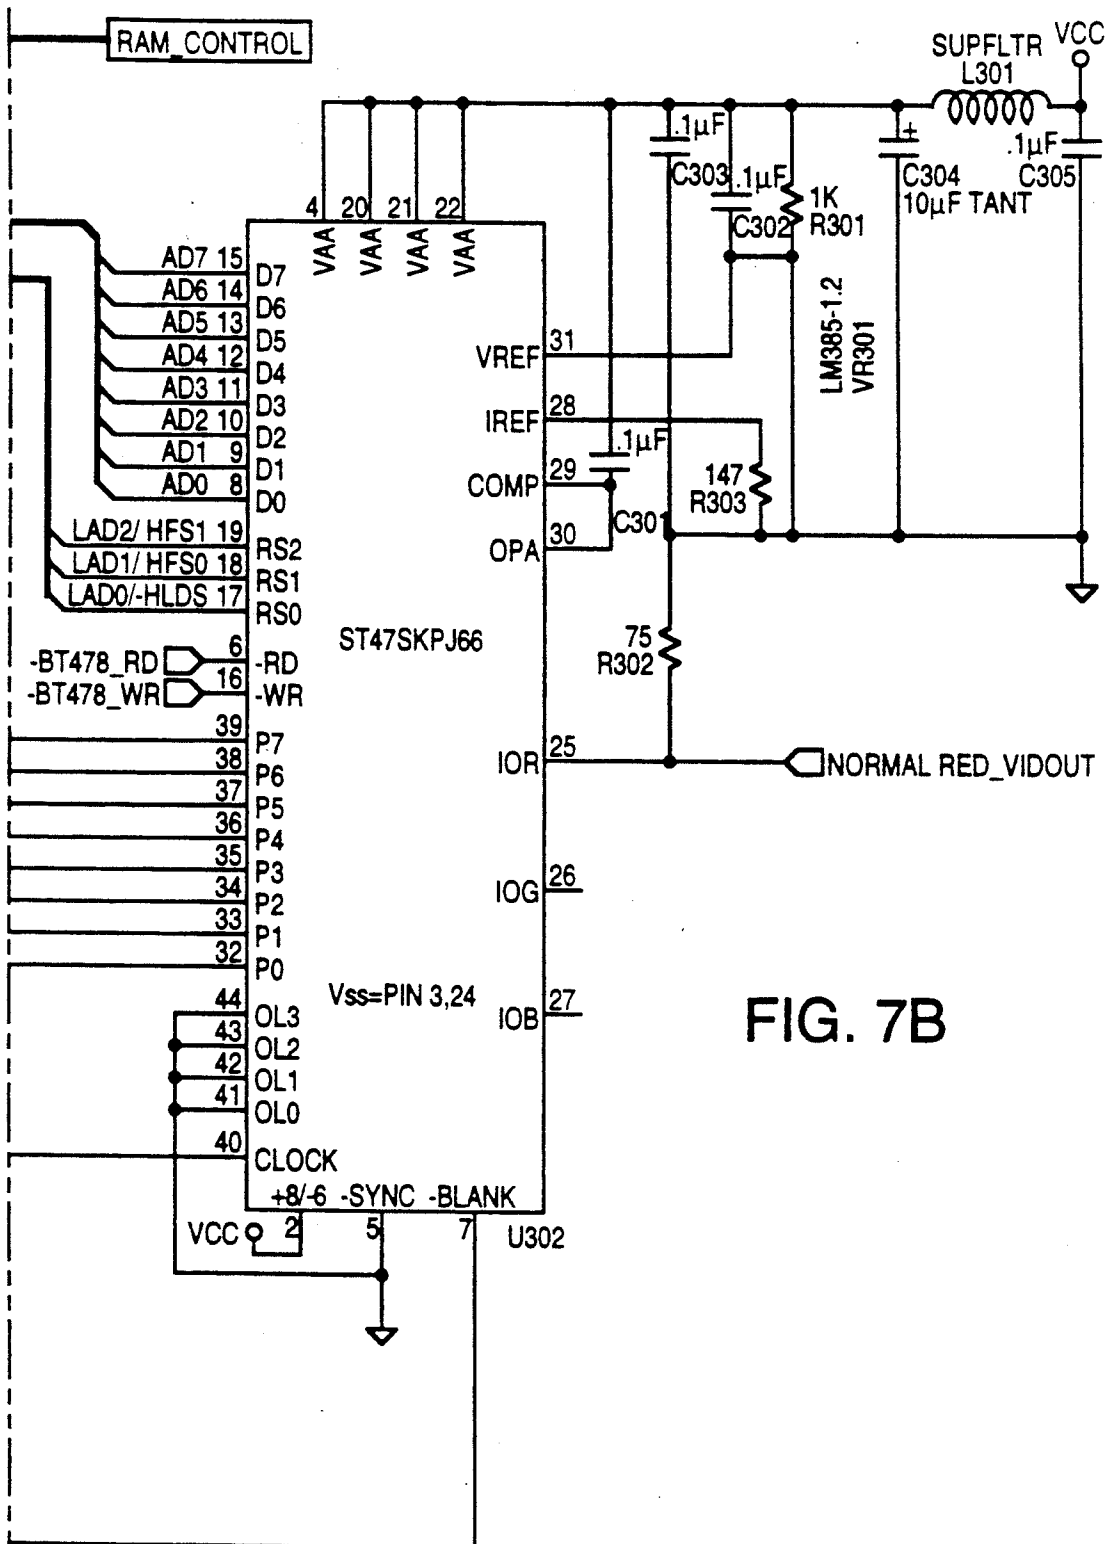 RAM_CONTROL
SUPFLTR
L301
VCC
.1µF
C303
.1µF
C302
1K
R301
+
C304
10µF TANT
.1µF
C305
4 20 21 22
VAA VAA VAA VAA
AD7 15 D7
AD6 14 D6
AD5 13 D5
AD4 12 D4
AD3 11 D3
AD2 10 D2
AD1 9 D1
AD0 8 D0
LAD2/ HFS1 19 RS2
LAD1/ HFS0 18 RS1
LAD0/-HLDS 17 RS0
-BT478_RD 6 -RD
-BT478_WR 16 -WR
39 P7
38 P6
37 P5
36 P4
35 P3
34 P2
33 P1
32 P0
44 OL3
43 OL2
42 OL1
41 OL0
40 CLOCK
ST47SKPJ66
Vss=PIN 3,24
VREF 31
IREF 28
COMP 29
OPA 30
.1µF
C301
147
R303
LM385-1.2
VR301
75
R302
IOR 25
NORMAL RED_VIDOUT
IOG 26
IOB 27
+8/-6 -SYNC -BLANK
VCC 2 5 7
U302
FIG. 7B